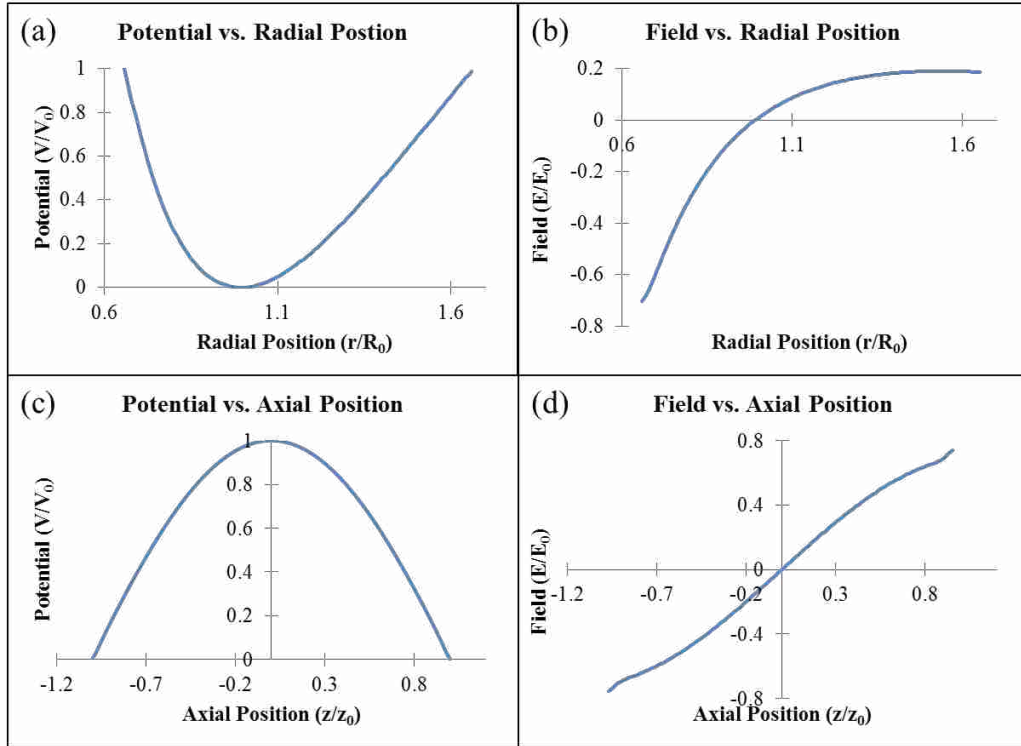 (a) Potential vs. Radial Postion
Potential (V/V0)
1
0.8
0.6
0.4
0.2
0
0.6 1.1 1.6
Radial Position (r/R0)
(b) Field vs. Radial Position
Field (E/E0)
0.2
0
0.6 1.1 1.6
-0.2
-0.4
-0.6
-0.8
Radial Position (r/R0)
(c) Potential vs. Axial Position
Potential (V/V0)
1
0.8
0.6
0.4
0.2
0
-1.2 -0.7 -0.2 0.3 0.8
Axial Position (z/z0)
(d) Field vs. Axial Position
Field (E/E0)
0.8
0.4
0
-1.2 -0.7 -0.2 0.3 0.8
-0.4
-0.8
Axial Position (z/z0)